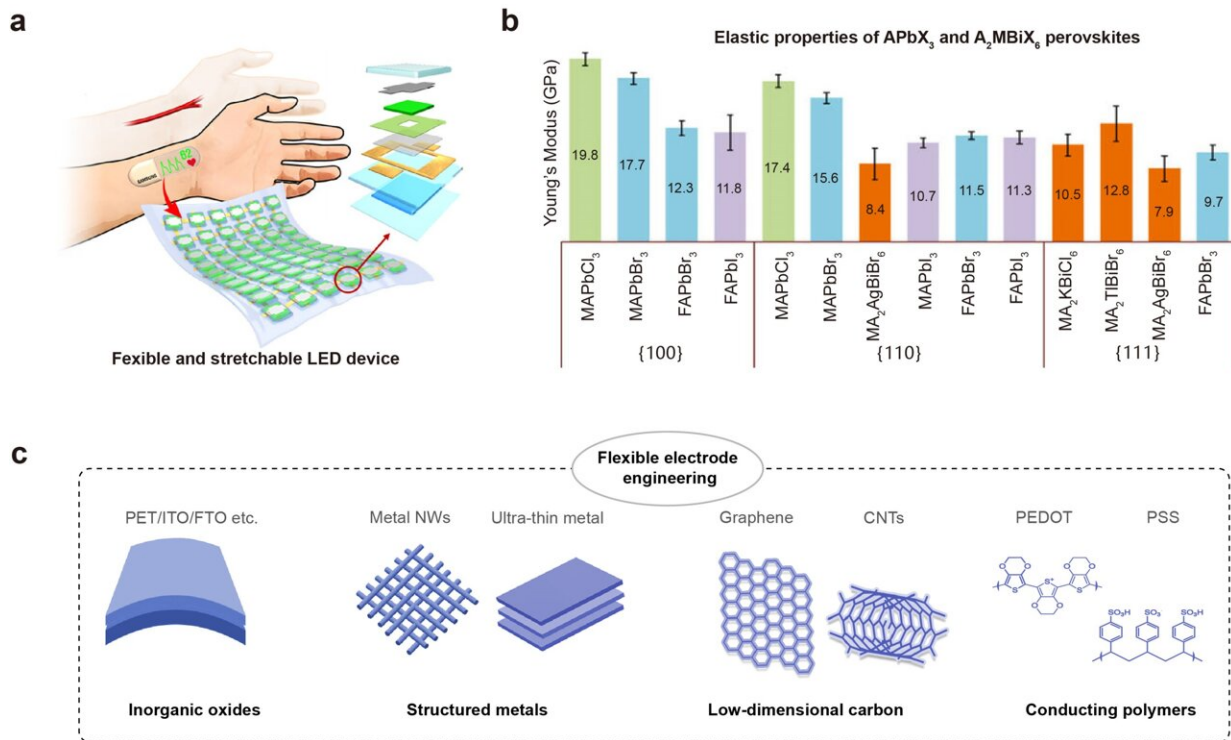 a
82
Fexible and stretchable LED device
b
Elastic properties of APbX₃ and A₂MBiX₆ perovskites
Young's Modus (GPa)
19.8
17.7
12.3
11.8
17.4
15.6
8.4
10.7
11.5
11.3
10.5
12.8
7.9
9.7
MAPbCl₃
MAPbBr₃
FAPbBr₃
FAPbI₃
MAPbCl₃
MAPbBr₃
MA₂AgBiBr₆
MAPbI₃
FAPbBr₃
FAPbI₃
MA₂KBiCl₆
MA₂TlBiBr₆
MA₂AgBiBr₆
FAPbBr₃
{100}
{110}
{111}
c
Flexible electrode
engineering
PET/ITO/FTO etc.
Metal NWs
Ultra-thin metal
Graphene
CNTs
PEDOT
PSS
O O
S
S⁺
O O
O O
S
SO₃H
SO₃
SO₃H
Inorganic oxides
Structured metals
Low-dimensional carbon
Conducting polymers